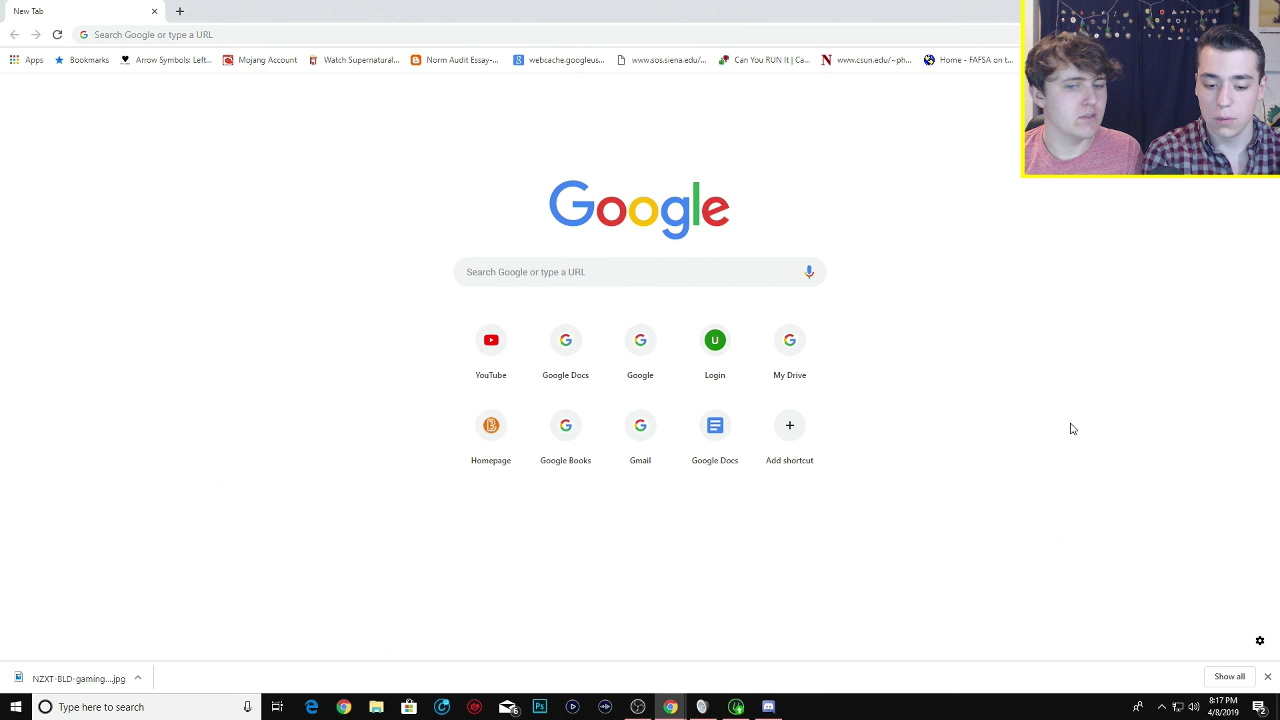 New Tab
Search Google or type a URL
Apps Bookmarks Arrow Symbols: Left... Mojang Account Watch Supernatural... Norm Audit Essay-... webcache.googleus... www.sos.siena.edu/... Can You RUN It | Ca... www.csun.edu/~ph... Home - FAFSA on t...
Google
Search Google or type a URL
U
YouTube Google Docs Google Login My Drive
Homepage Google Books Gmail Google Docs Add shortcut
NZXT-BLD-gaming....jpg Show all
Type here to search
8:17 PM
4/8/2019